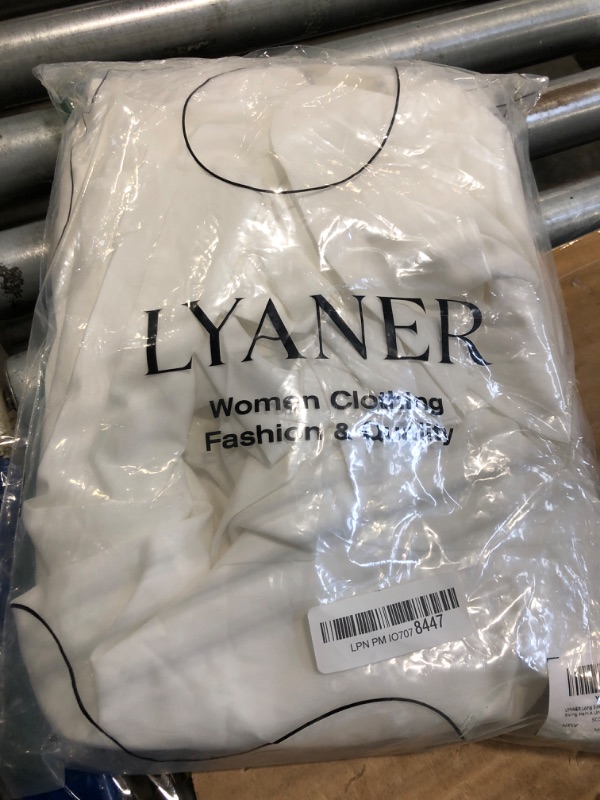 LYANER
Women Clothing
Fashion & Quality
LPN PM IO707 8447